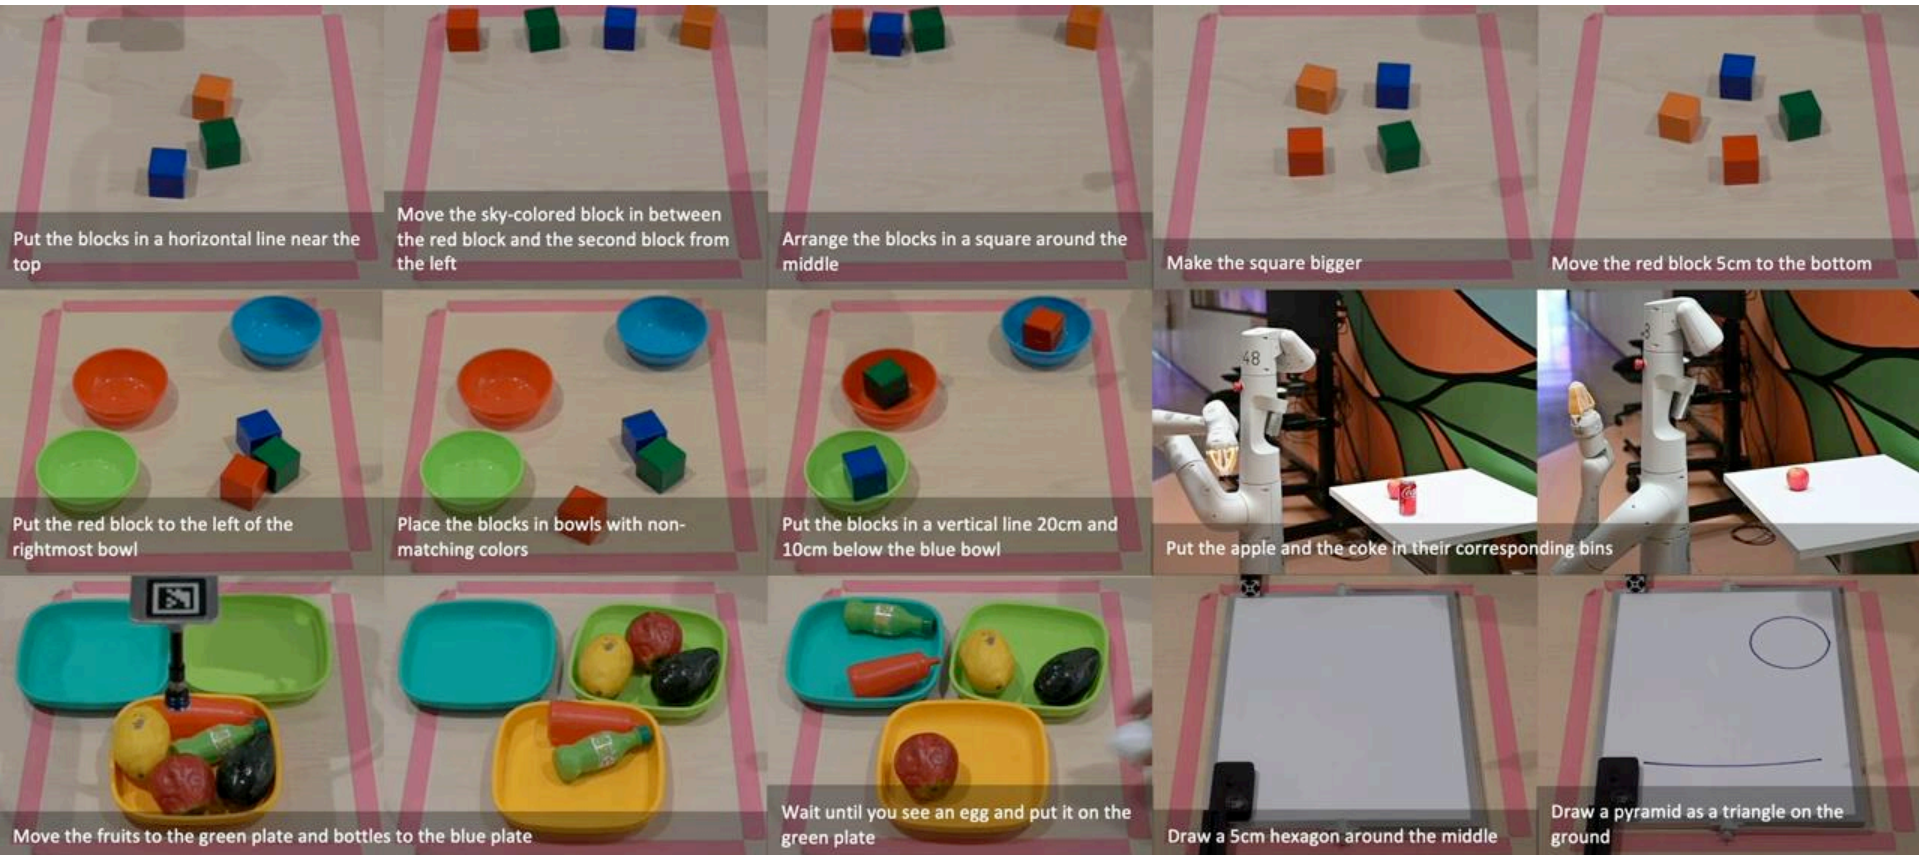 Put the blocks in a horizontal line near the
top
Move the sky-colored block in between
the red block and the second block from
the left
Arrange the blocks in a square around the
middle
Make the square bigger
Move the red block 5cm to the bottom
Put the red block to the left of the
rightmost bowl
Place the blocks in bowls with non-
matching colors
Put the blocks in a vertical line 20cm and
10cm below the blue bowl
48
Put the apple and the coke in their corresponding bins
Move the fruits to the green plate and bottles to the blue plate
Wait until you see an egg and put it on the
green plate
Draw a 5cm hexagon around the middle
Draw a pyramid as a triangle on the
ground